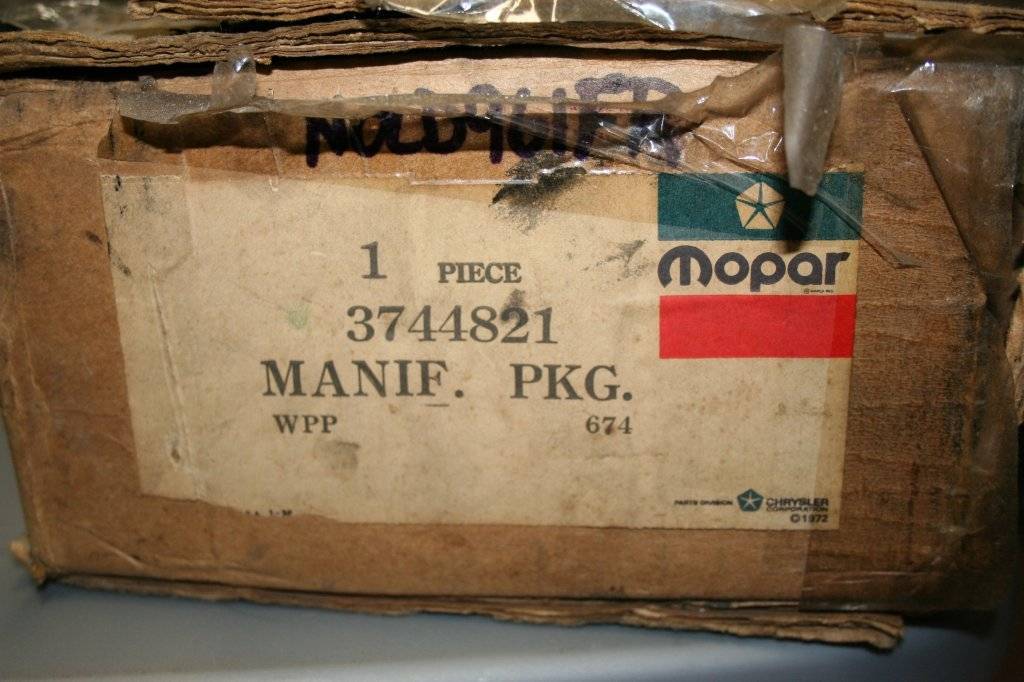 1 PIECE
3744821
MANIF. PKG.
WPP 674
Mopar
PARTS DIVISION
CHRYSLER
CORPORATION
©1972